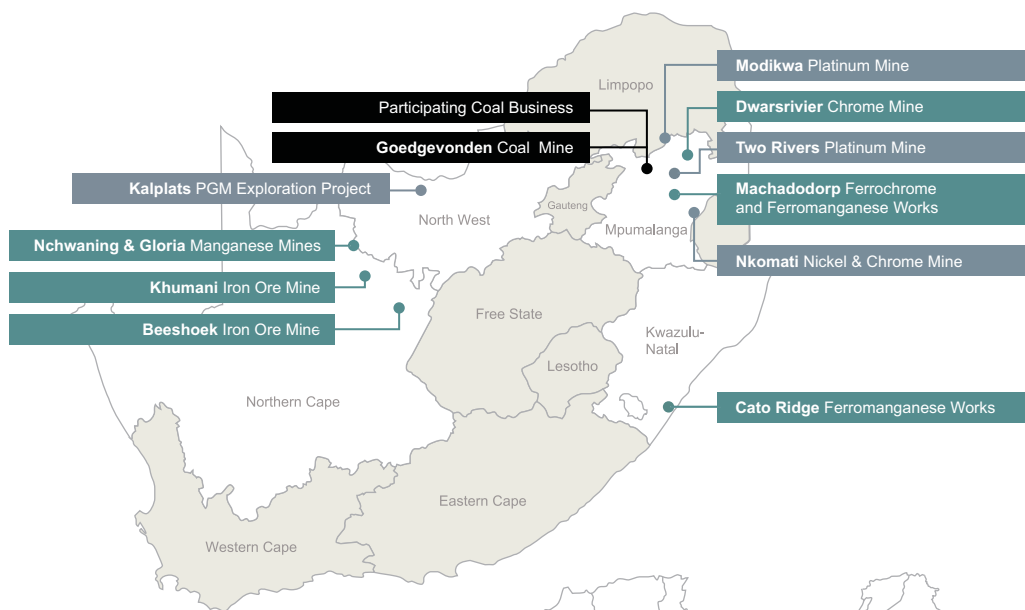 Limpopo
Modikwa Platinum Mine
Participating Coal Business
Dwarsrivier Chrome Mine
Goedgevonden Coal Mine
Two Rivers Platinum Mine
Kalplats PGM Exploration Project
Machadodorp Ferrochrome
and Ferromanganese Works
Gauteng
North West
Mpumalanga
Nchwaning & Gloria Manganese Mines
Nkomati Nickel & Chrome Mine
Khumani Iron Ore Mine
Free State
Beeshoek Iron Ore Mine
Kwazulu-
Natal
Lesotho
Northern Cape
Cato Ridge Ferromanganese Works
Eastern Cape
Western Cape